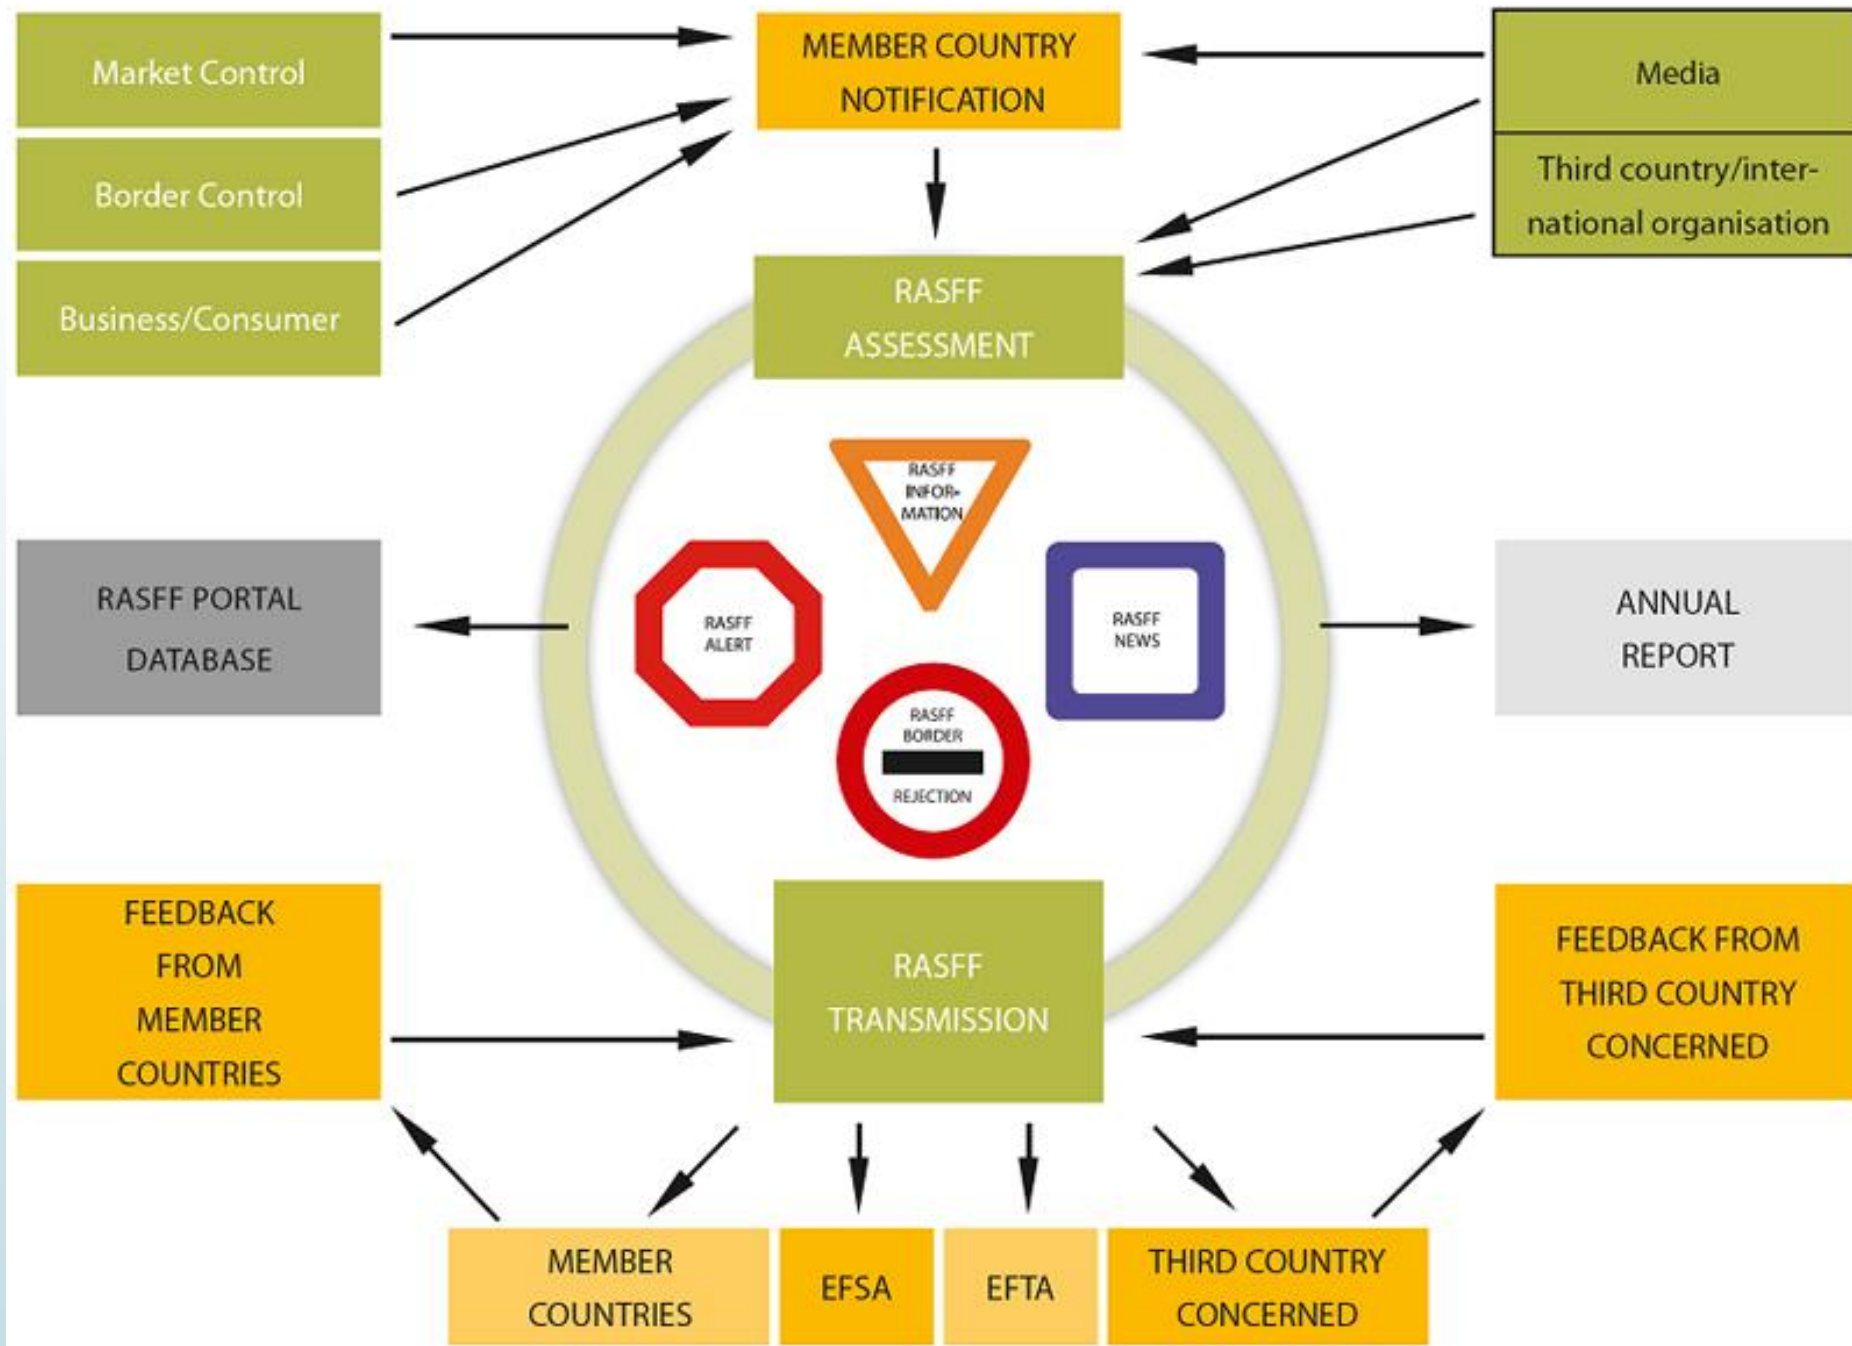 Market Control
Border Control
Business/Consumer
MEMBER COUNTRY
NOTIFICATION
Media
Third country/inter-
national organisation
RASFF
ASSESSMENT
RASFF
INFOR-
MATION
RASFF
ALERT
RASFF
NEWS
RASFF
BORDER
REJECTION
RASFF PORTAL
DATABASE
ANNUAL
REPORT
FEEDBACK
FROM
MEMBER
COUNTRIES
RASFF
TRANSMISSION
FEEDBACK FROM
THIRD COUNTRY
CONCERNED
MEMBER
COUNTRIES
EFSA
EFTA
THIRD COUNTRY
CONCERNED